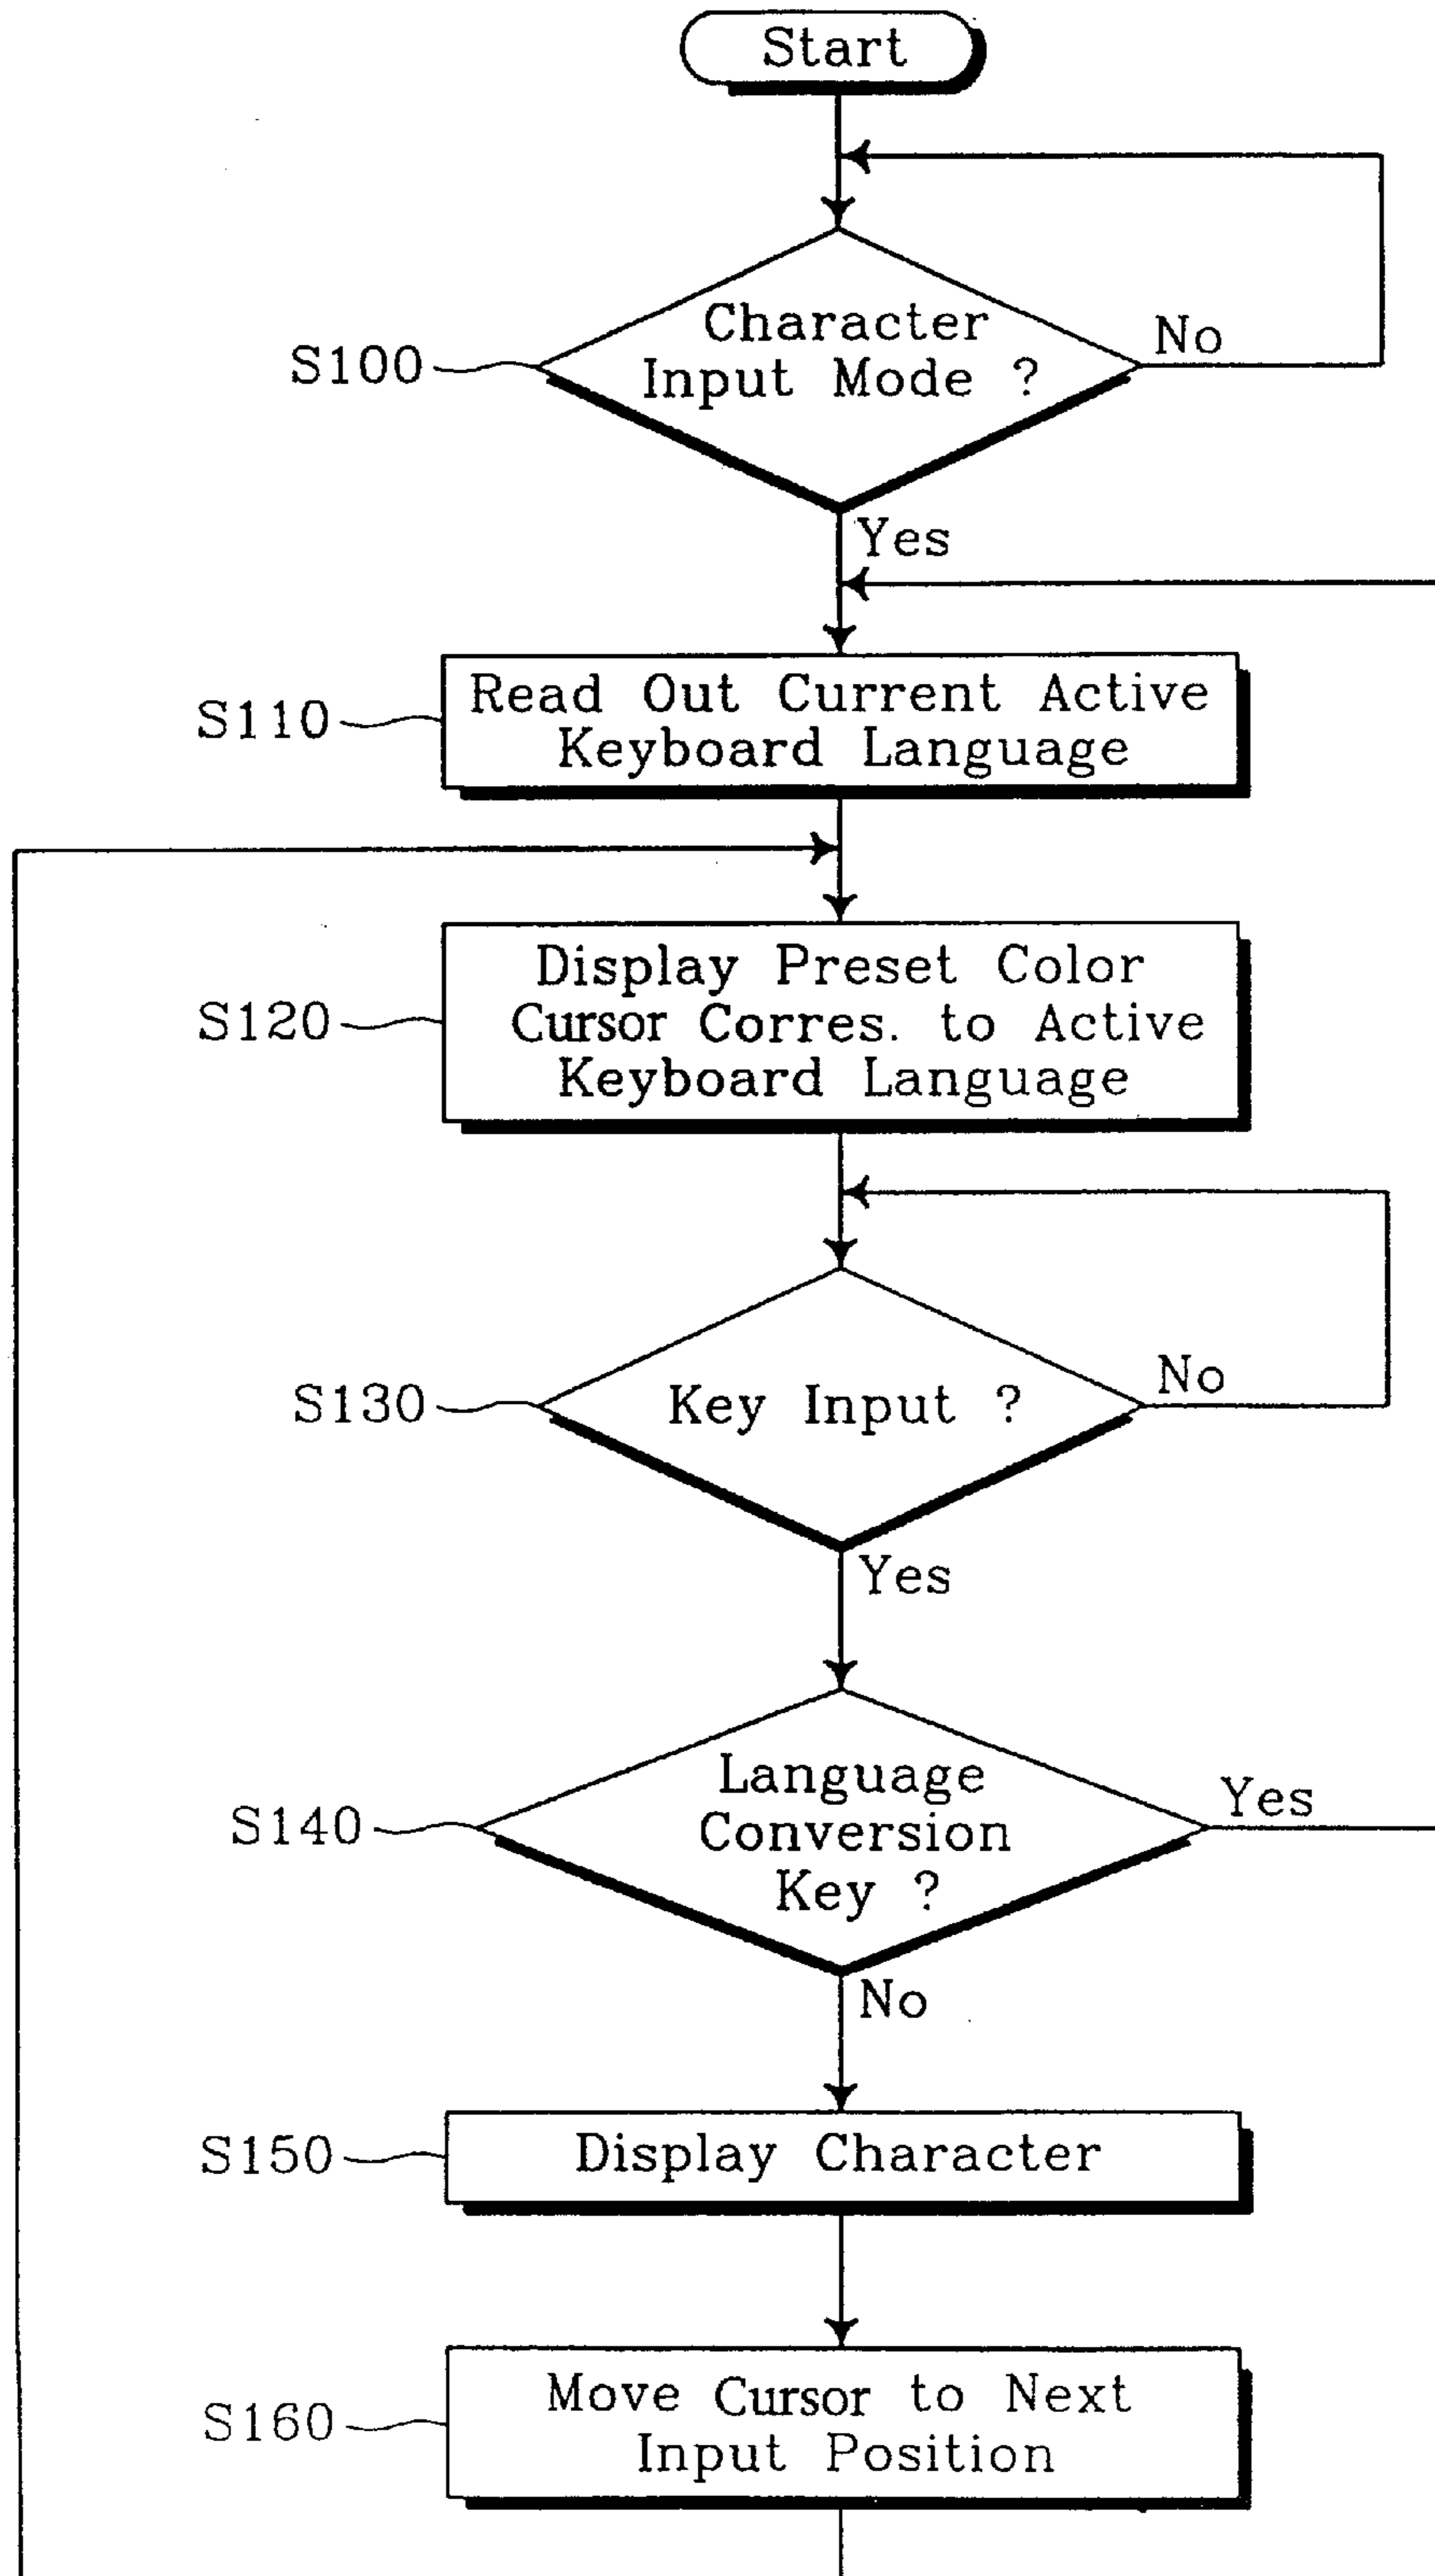 Start
Character
Input Mode ?
No
S100
Yes
Read Out Current Active
Keyboard Language
S110
Display Preset Color
Cursor Corres. to Active
Keyboard Language
S120
Key Input ?
No
S130
Yes
Language
Conversion
Key ?
Yes
S140
No
Display Character
S150
Move Cursor to Next
Input Position
S160